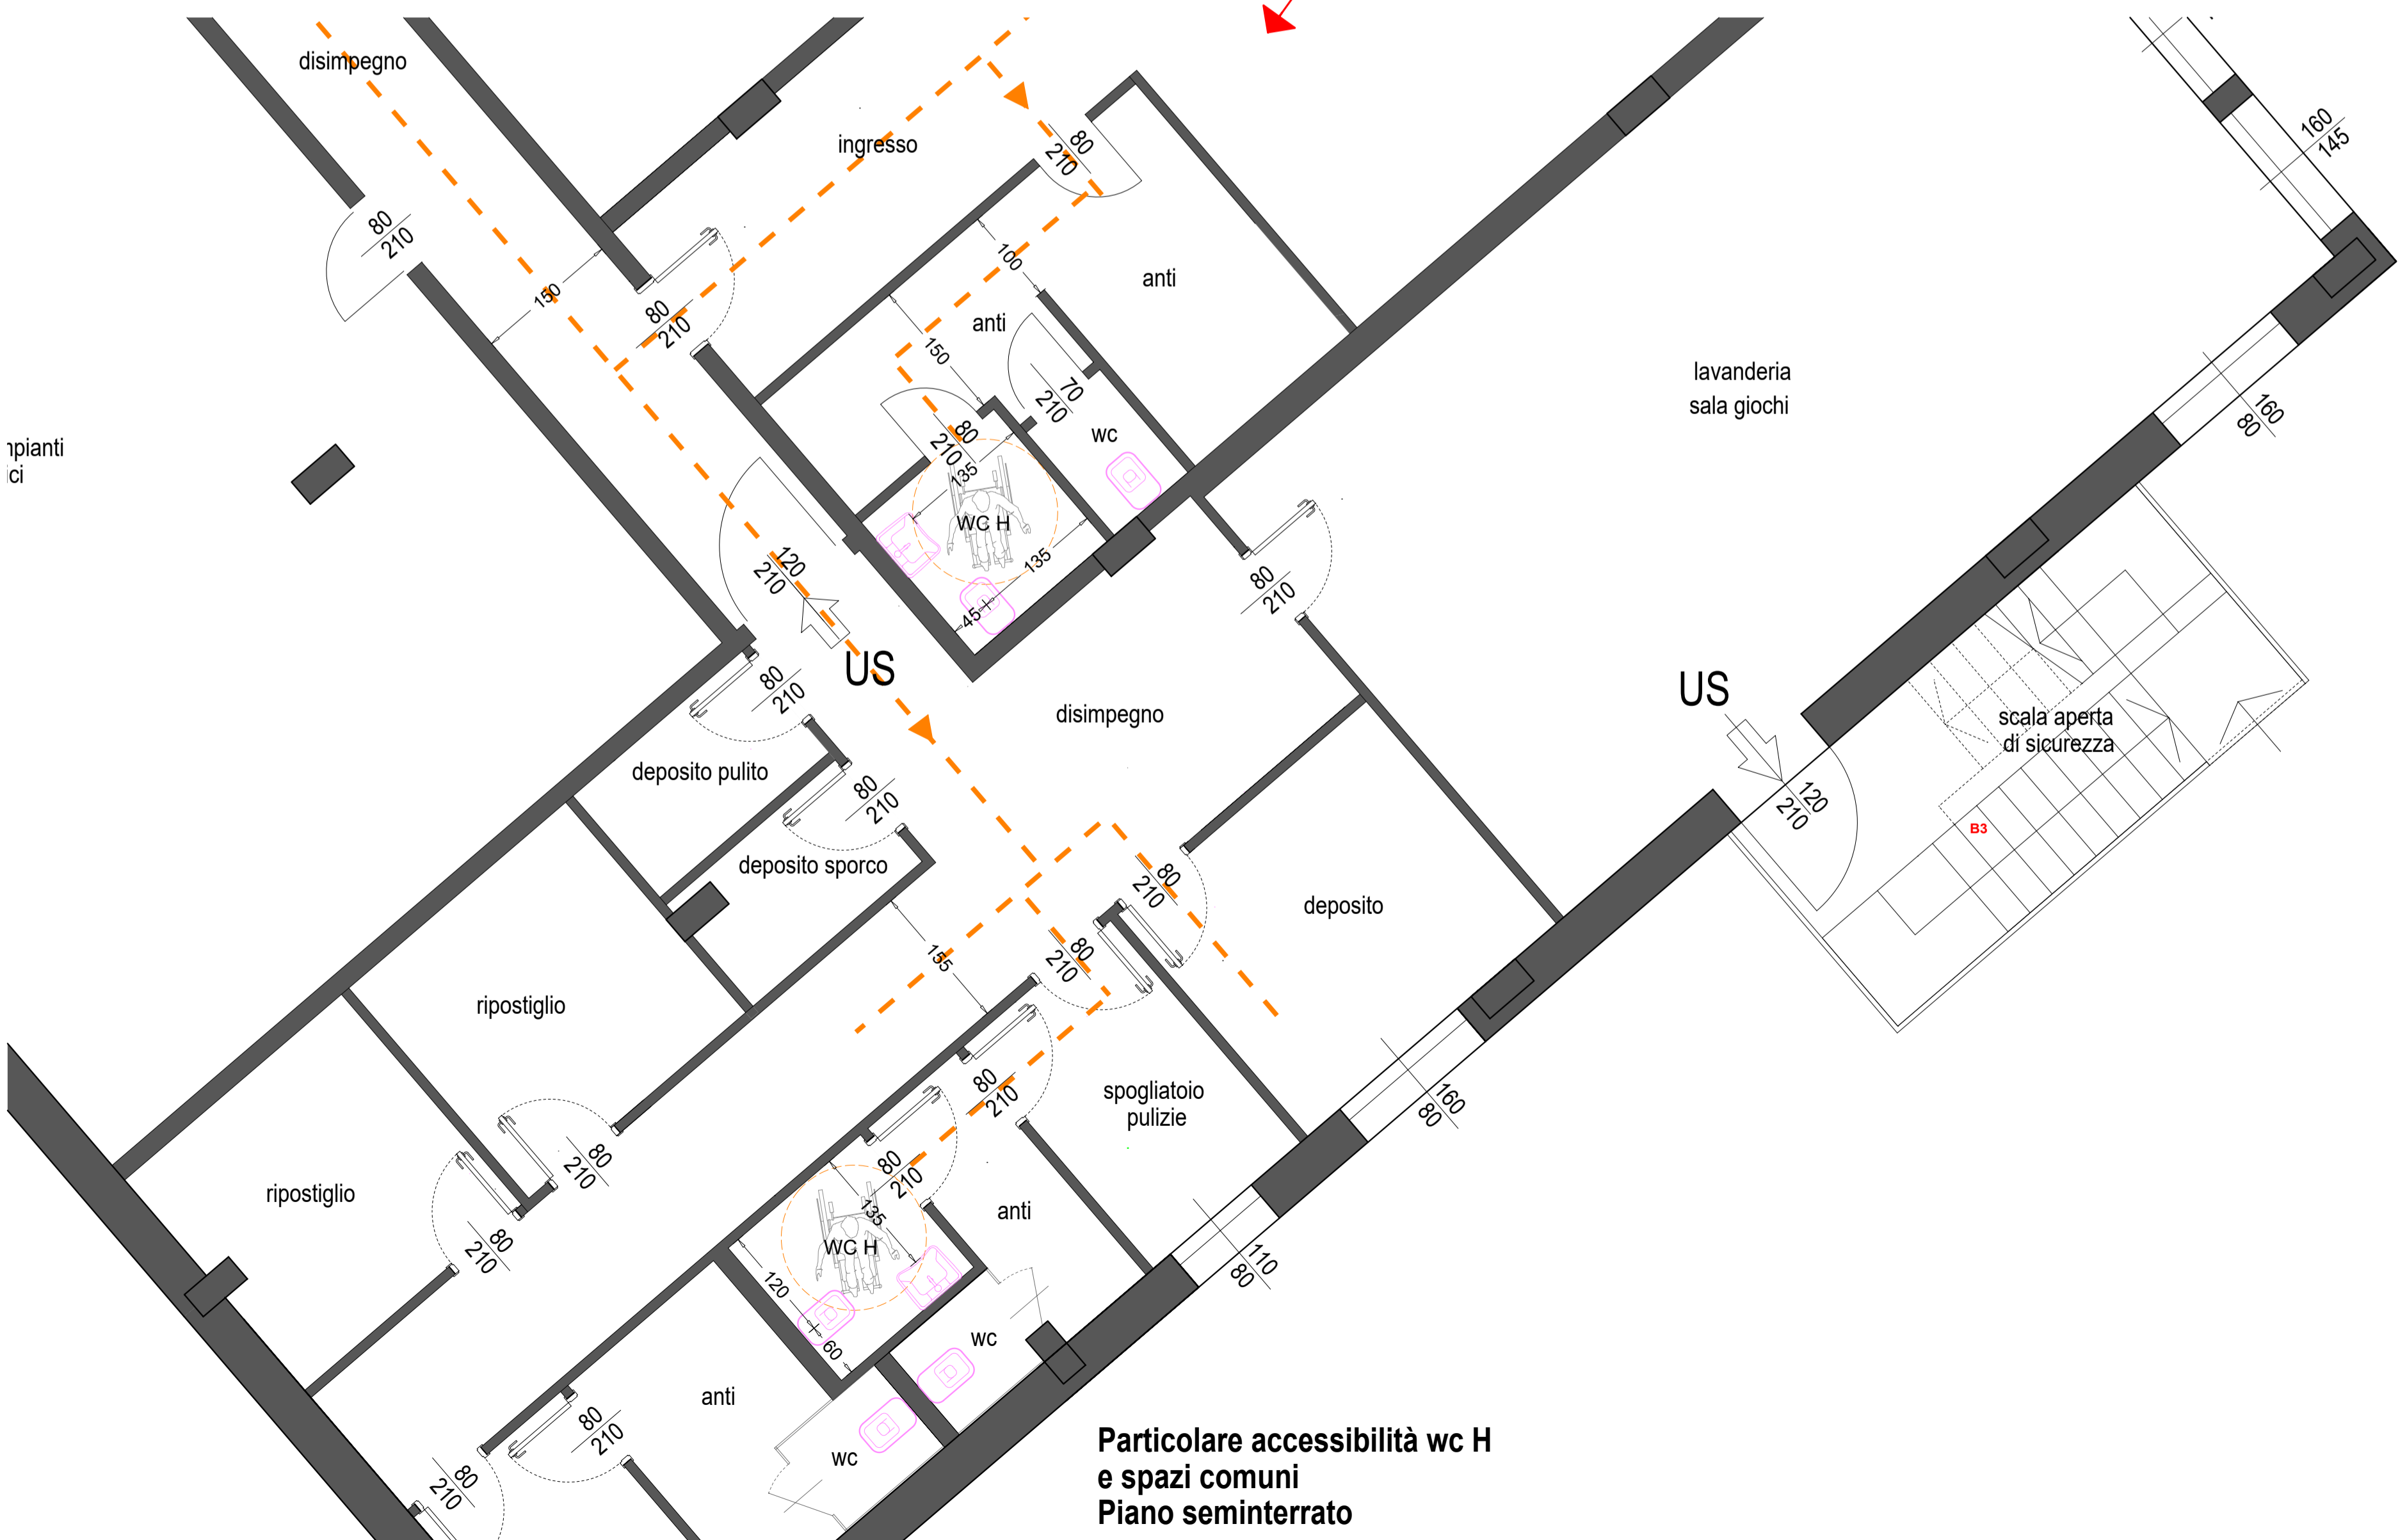 disimpegno
ingresso
80
210
160
145
80
210
100
anti
150
80
210
anti
150
70
210
lavanderia
sala giochi
160
80
wc
80
210
135
WC H
135
45
120
210
80
210
US
80
210
US
disimpegno
scala aperta
di sicurezza
deposito pulito
80
210
120
210
B3
deposito sporco
80
210
deposito
155
80
210
ripostiglio
80
210
spogliatoio
pulizie
160
80
80
210
80
210
ripostiglio
135
anti
80
210
WC H
120
110
80
60
wc
anti
80
210
wc
80
210
Particolare accessibilità wc H
e spazi comuni
Piano seminterrato